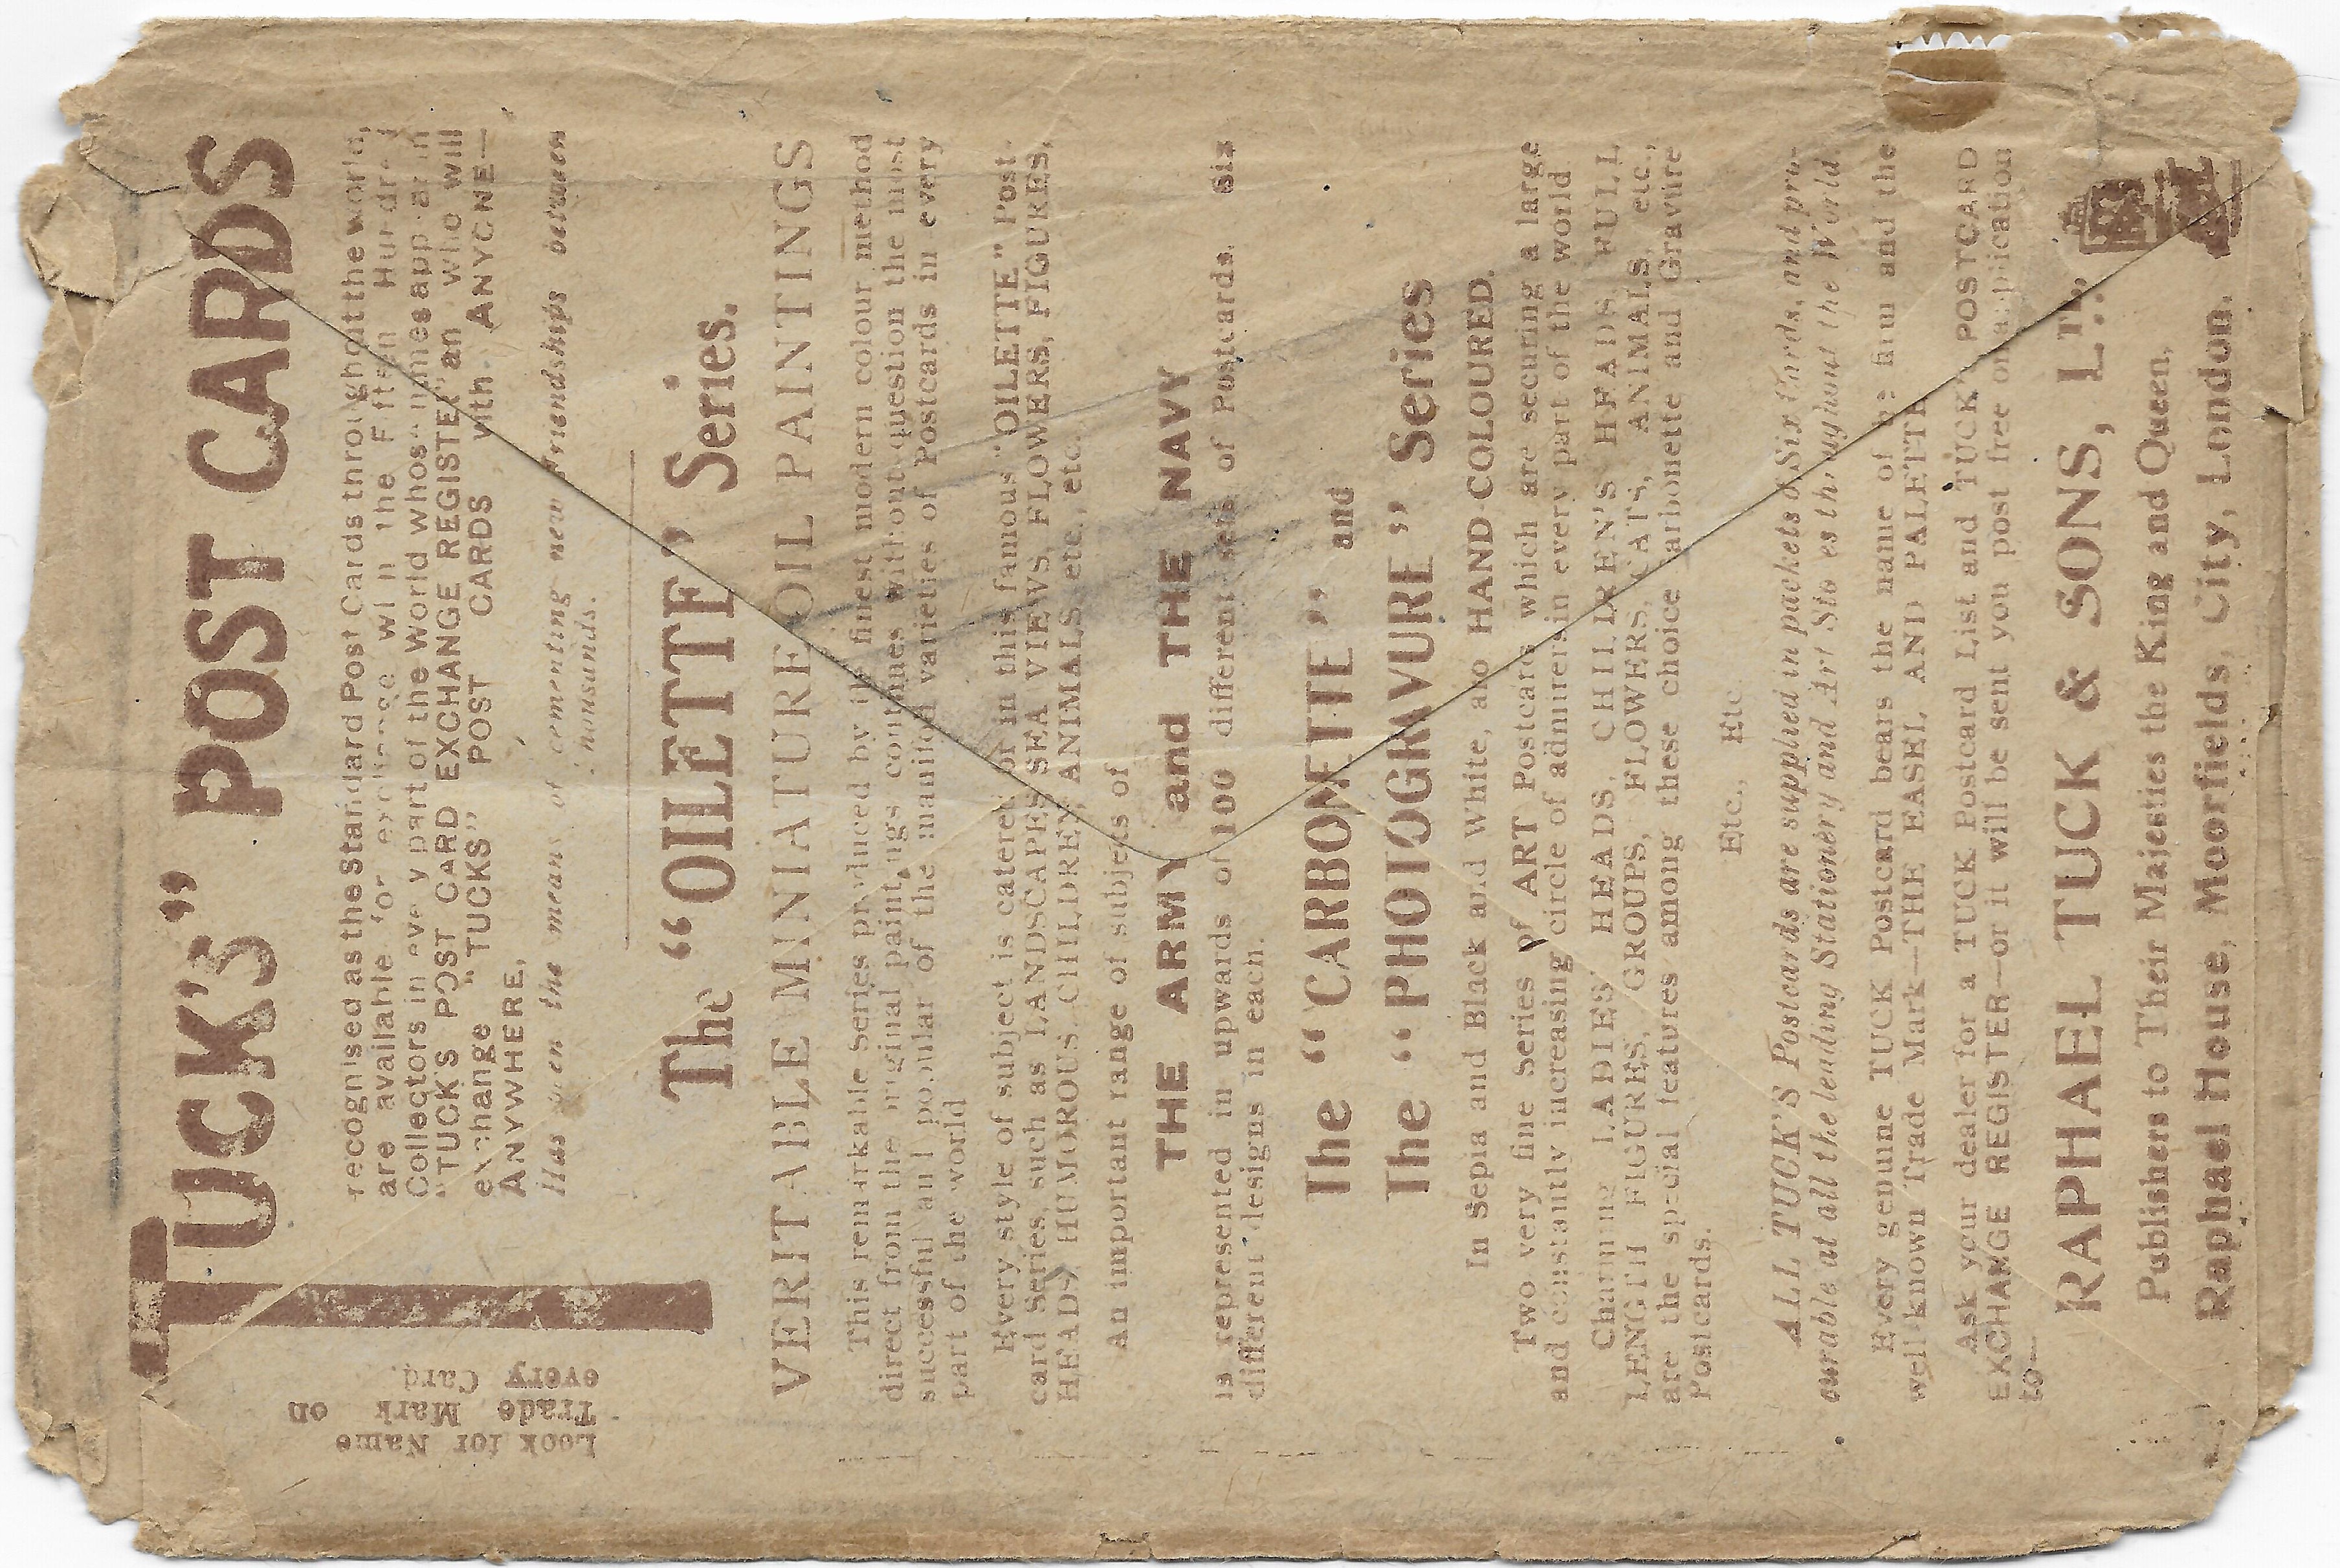 TUCK'S" POST CARDS
recognised as the Standard Post Cards throughout the world,
are available for exchange with the Fifteen Hundred
Collectors in every part of the World whose names appear in
"TUCK'S POST CARD EXCHANGE REGISTER" an who will
exchange "TUCKS" POST CARDS with ANYONE—
ANYWHERE,
Has been the means of cementing new friendships between
thousands.
Look for Name
Trade Mark on
every Card.
The "OILETTE" Series.
VERITABLE MINIATURE OIL PAINTINGS
This remarkable Series produced by the finest modern colour method
direct from the original paintings continues without question the most
successful and popular of the manifold varieties of Postcards in every
part of the world
Every style of subject is catered for in this famous "OILETTE" Post-
card Series, such as LANDSCAPES, SEA VIEWS, FLOWERS, FIGURES,
HEADS, HUMOROUS, CHILDREN, ANIMALS, etc., etc.
An important range of subjects of
THE ARMY and THE NAVY
is represented in upwards of 100 different sets of Postcards. Six
different designs in each.
The "CARBONETTE" and
The "PHOTOGRAVURE" Series
In Sepia and Black and White, also HAND-COLOURED.
Two very fine Series of ART Postcards which are securing a large
and constantly increasing circle of admirers in every part of the world
Charming LADIES' HEADS, CHILDREN'S HEADS, FULL
LENGTH FIGURES, GROUPS, FLOWERS, CATS, ANIMALS, etc.,
are the special features among these choice Carbonette and Gravure
Postcards.
Etc., Etc.
ALL TUCK'S Postcards are supplied in packets of Six Cards, and pro-
curable at all the leading Stationery and Art Stores throughout the World.
Every genuine TUCK Postcard bears the name of the firm and the
well-known Trade Mark—THE EASEL AND PALETTE
Ask your dealer for a TUCK Postcard List and TUCK'S POSTCARD
EXCHANGE REGISTER—or it will be sent you post free on application
to—
RAPHAEL TUCK & SONS, LTD.,
Publishers to Their Majesties the King and Queen,
Raphael House, Moorfields, City, London.